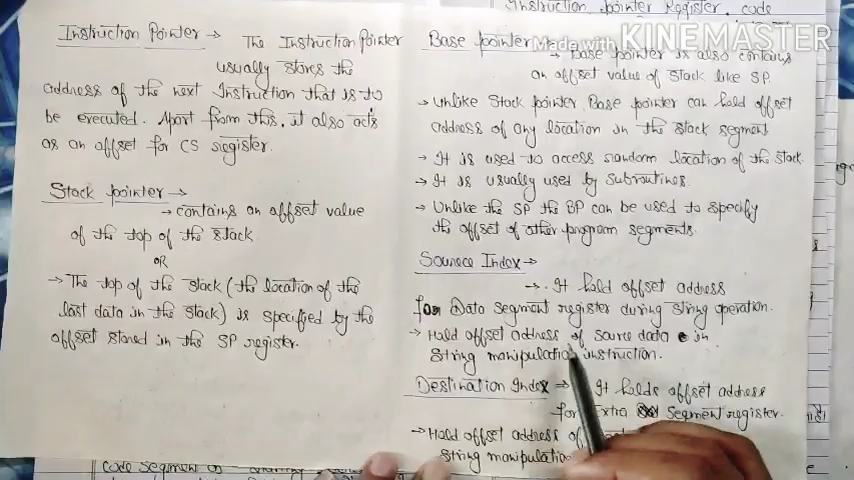 Instruction pointer Register, code
Made with KINEMASTER
Instruction Pointer → The Instruction Pointer
usually stores the
address of the next Instruction that is to
be executed. Apart from this, it also acts
as an offset for CS register.
Stack pointer →
→ contains an offset value
of the top of the stack
OR
→ The top of the stack (the location of the
last data in the stack) is specified by the
offset stored in the SP register.
Base pointer
→ Base pointer is also contains
an offset value of stack like SP.
→ Unlike Stack pointer, Base pointer can hold offset
address of any location in the stack segment
→ It is used to access random location of the stack.
→ It is usually used by subroutines.
→ Unlike the SP the BP can be used to specify
the offset of other program segments.
Source Index →
→ It hold offset address
for Data segment register during string operation.
→ Hold offset address of source data in
string manipulation instruction.
Destination Index → It holds offset address
for Extra Segment register.
→ Hold offset address of
string manipulation
code segment